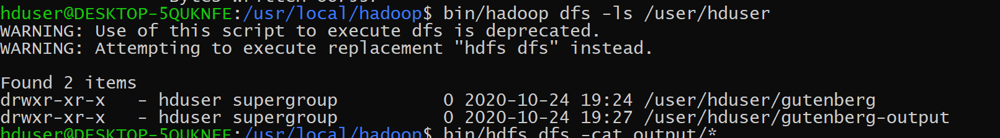 Bytes Written=887997
hduser@DESKTOP-5QUKNFE:/usr/local/hadoop$ bin/hadoop dfs -ls /user/hduser
WARNING: Use of this script to execute dfs is deprecated.
WARNING: Attempting to execute replacement "hdfs dfs" instead.
Found 2 items
drwxr-xr-x - hduser supergroup 0 2020-10-24 19:24 /user/hduser/gutenberg
drwxr-xr-x - hduser supergroup 0 2020-10-24 19:27 /user/hduser/gutenberg-output
hduser@DESKTOP-5QUKNFE:/usr/local/hadoop$ bin/hdfs dfs -cat output/*